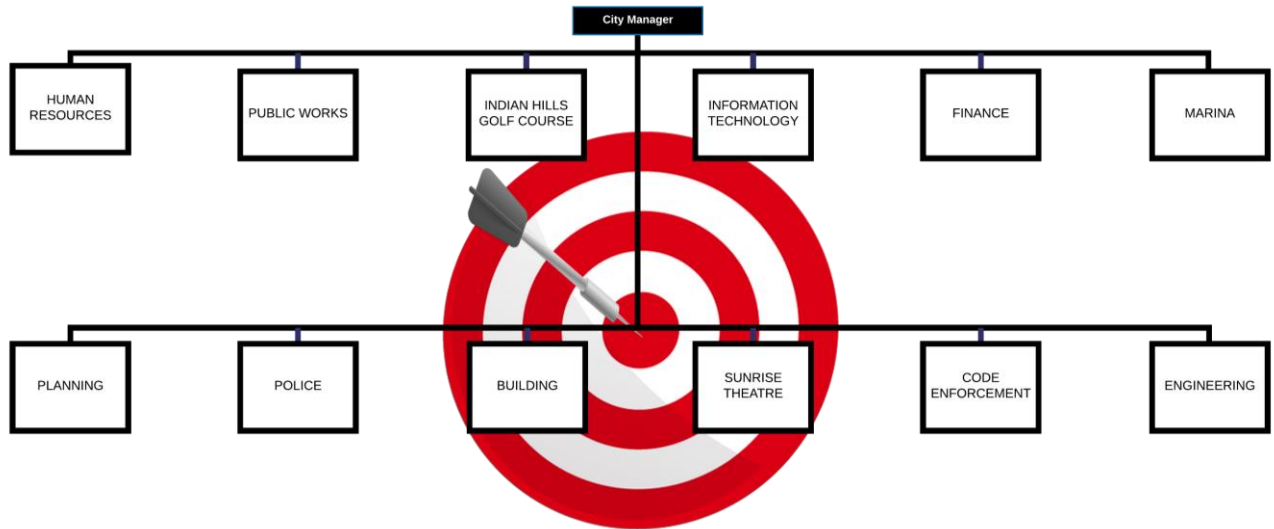 City Manager
HUMAN
RESOURCES
PUBLIC WORKS
INDIAN HILLS
GOLF COURSE
INFORMATION
TECHNOLOGY
FINANCE
MARINA
PLANNING
POLICE
BUILDING
SUNRISE
THEATRE
CODE
ENFORCEMENT
ENGINEERING